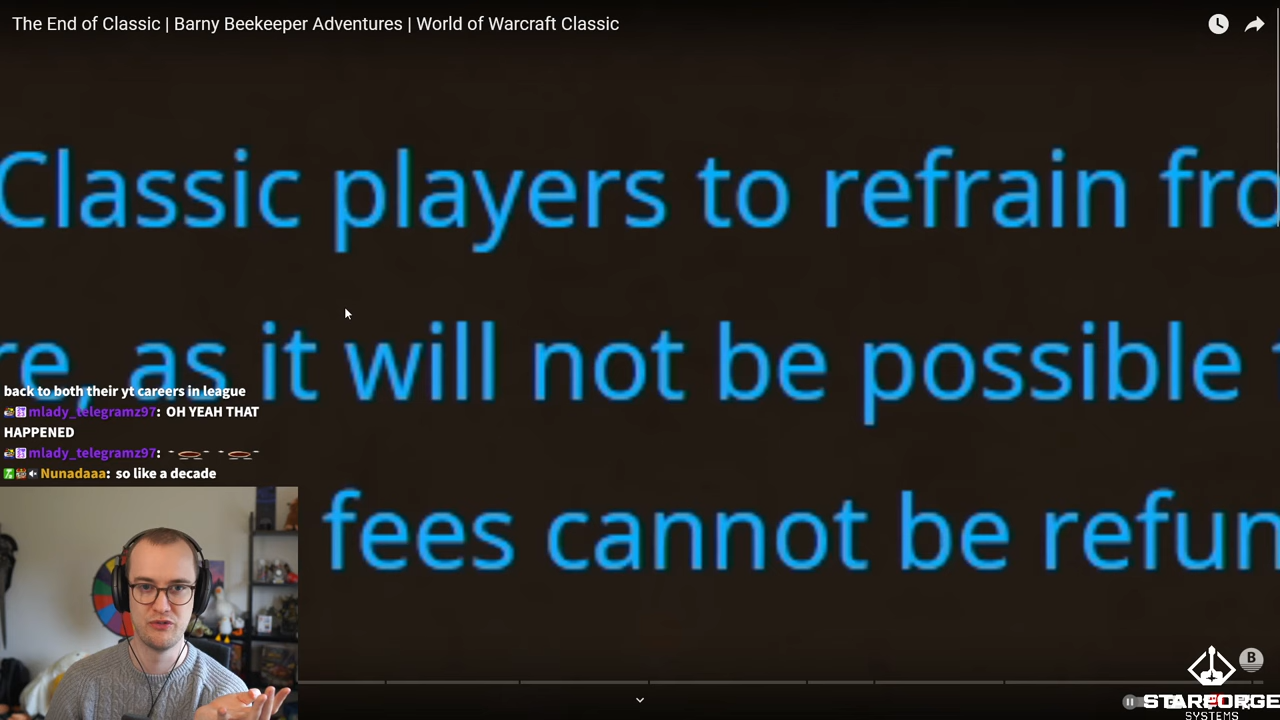 The End of Classic | Barny Beekeeper Adventures | World of Warcraft Classic
Classic players to refrain fro
re as it will not be possible
back to both their yt careers in league
mlady_telegramz97: OH YEAH THAT
HAPPENED
mlady_telegramz97:
Nunadaaa: so like a decade
fees cannot be refun
B
STARFORGE
SYSTEMS